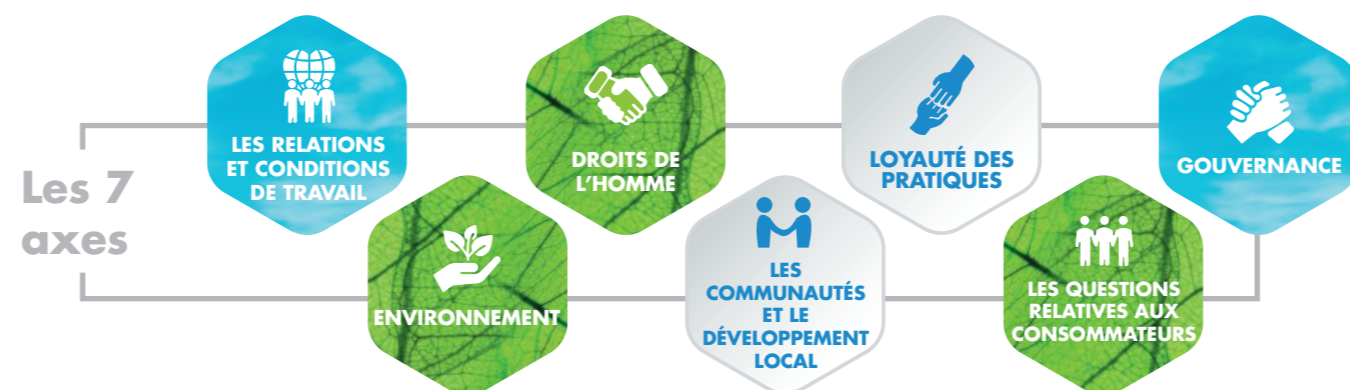 Les 7
axes
LES RELATIONS
ET CONDITIONS
DE TRAVAIL
DROITS DE
L'HOMME
LOYAUTÉ DES
PRATIQUES
GOUVERNANCE
ENVIRONNEMENT
LES
COMMUNAUTÉS
ET LE
DÉVELOPPEMENT
LOCAL
LES QUESTIONS
RELATIVES AUX
CONSOMMATEURS